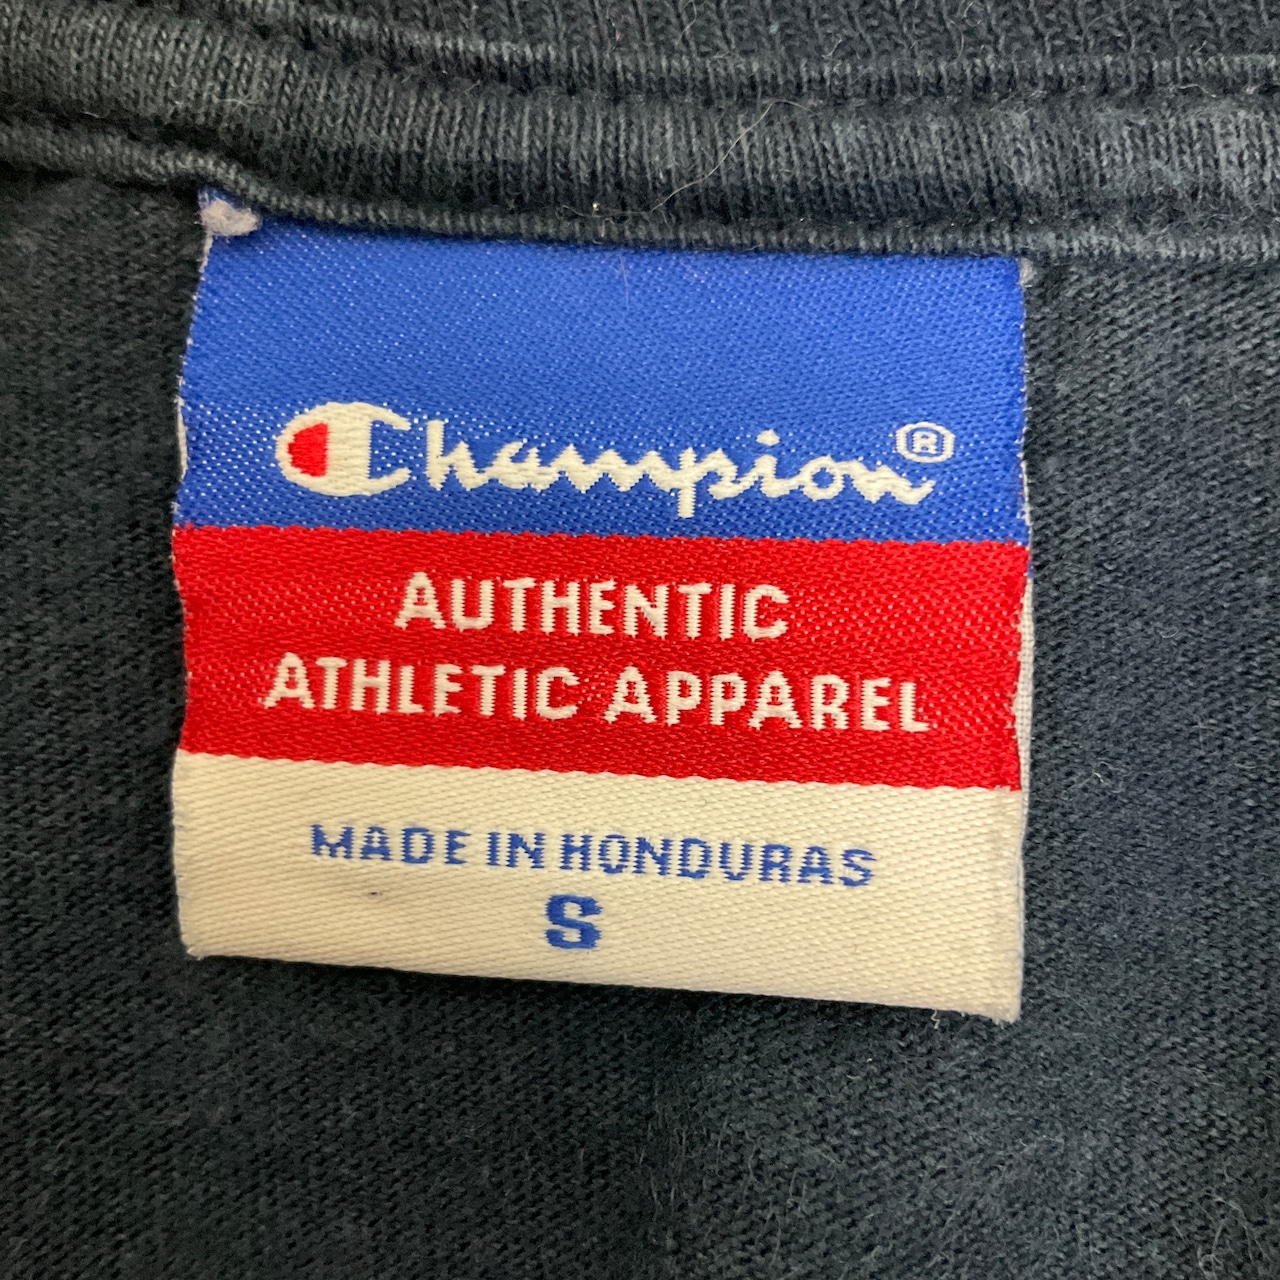 Champion®
AUTHENTIC
ATHLETIC APPAREL
MADE IN HONDURAS
S